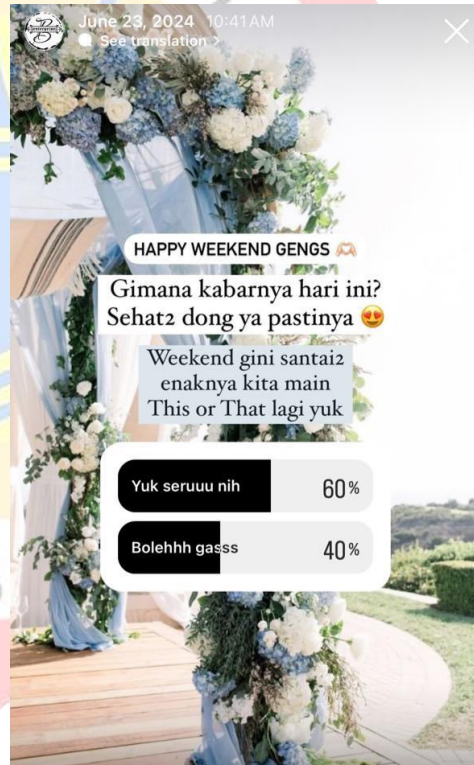 June 23, 2024 10:41 AM
See translation >
HAPPY WEEKEND GENGS 🫶🏻
Gimana kabarnya hari ini?
Sehat2 dong ya pastinya 😍
Weekend gini santai2
enaknya kita main
This or That lagi yuk
Yuk seruuu nih 60%
Bolehhh gasss 40%